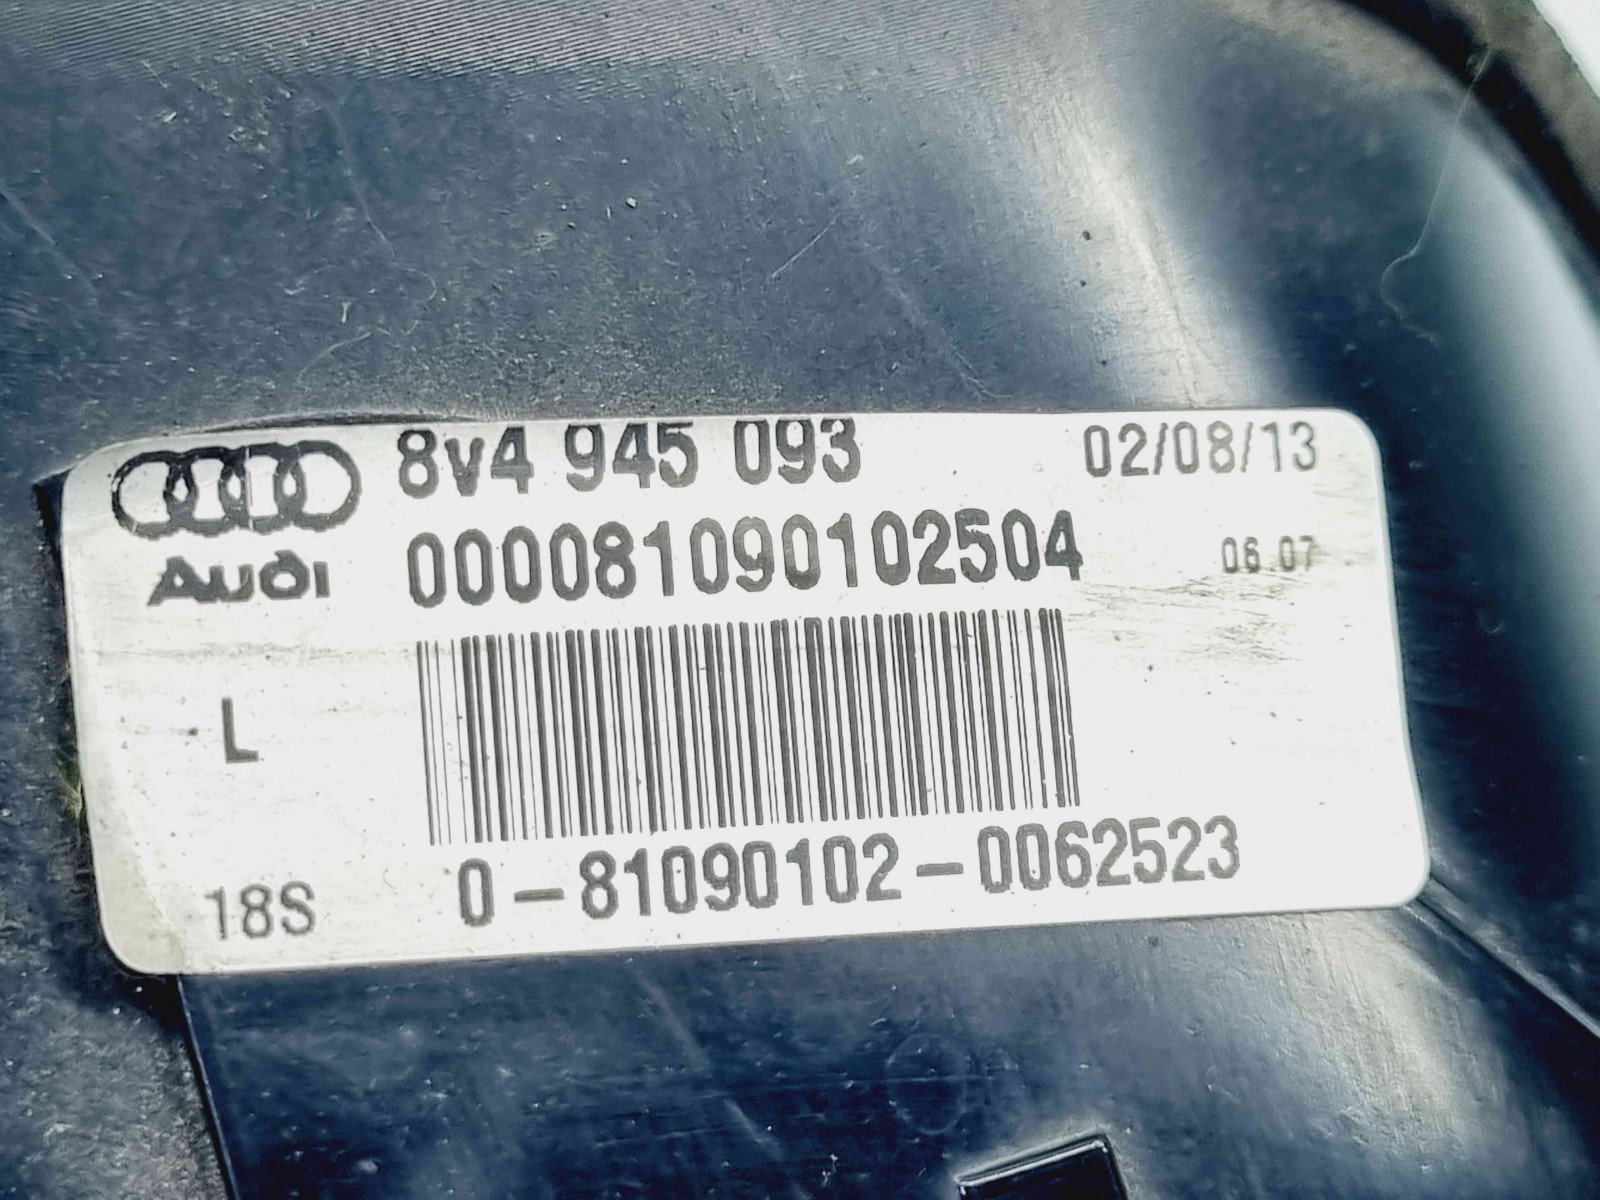 8V4 945 093 02/08/13
Audi 000081090102504 06.07
L
18S 0-81090102-0062523